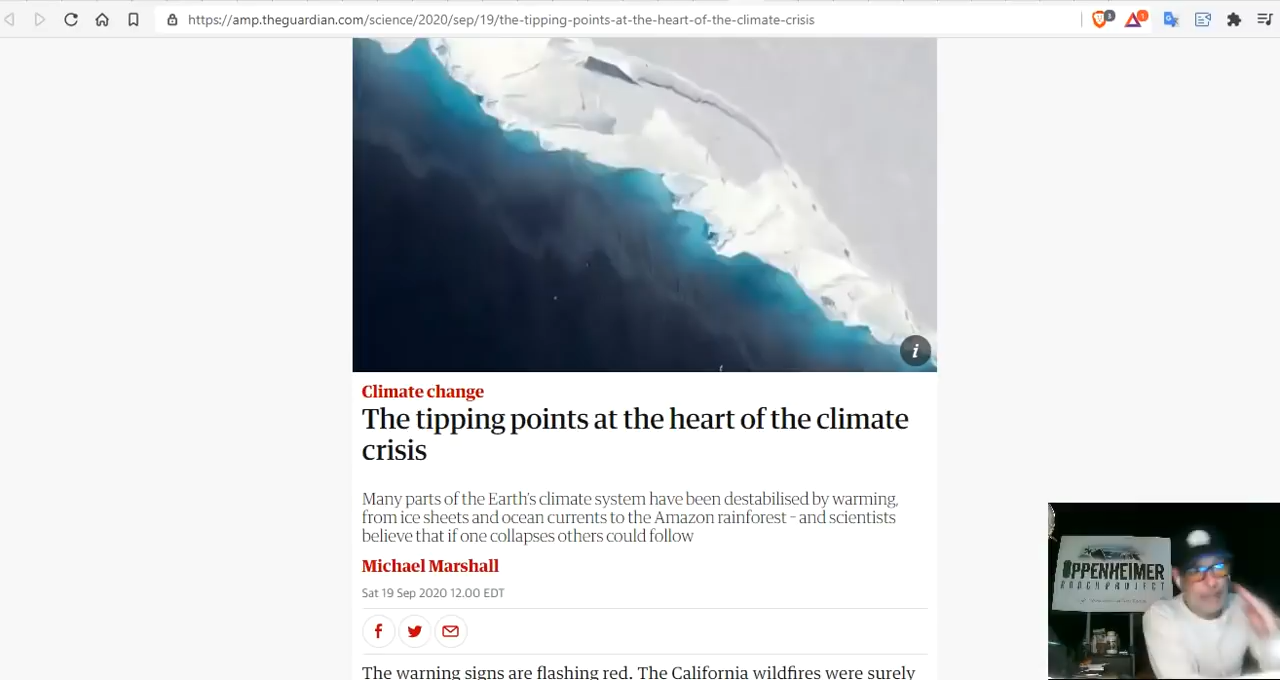 https://amp.theguardian.com/science/2020/sep/19/the-tipping-points-at-the-heart-of-the-climate-crisis
3
1
i
Climate change
The tipping points at the heart of the climate
crisis
Many parts of the Earth's climate system have been destabilised by warming,
from ice sheets and ocean currents to the Amazon rainforest – and scientists
believe that if one collapses others could follow
Michael Marshall
Sat 19 Sep 2020 12.00 EDT
The warning signs are flashing red. The California wildfires were surely
OPPENHEIMER
RANCH PROJECT